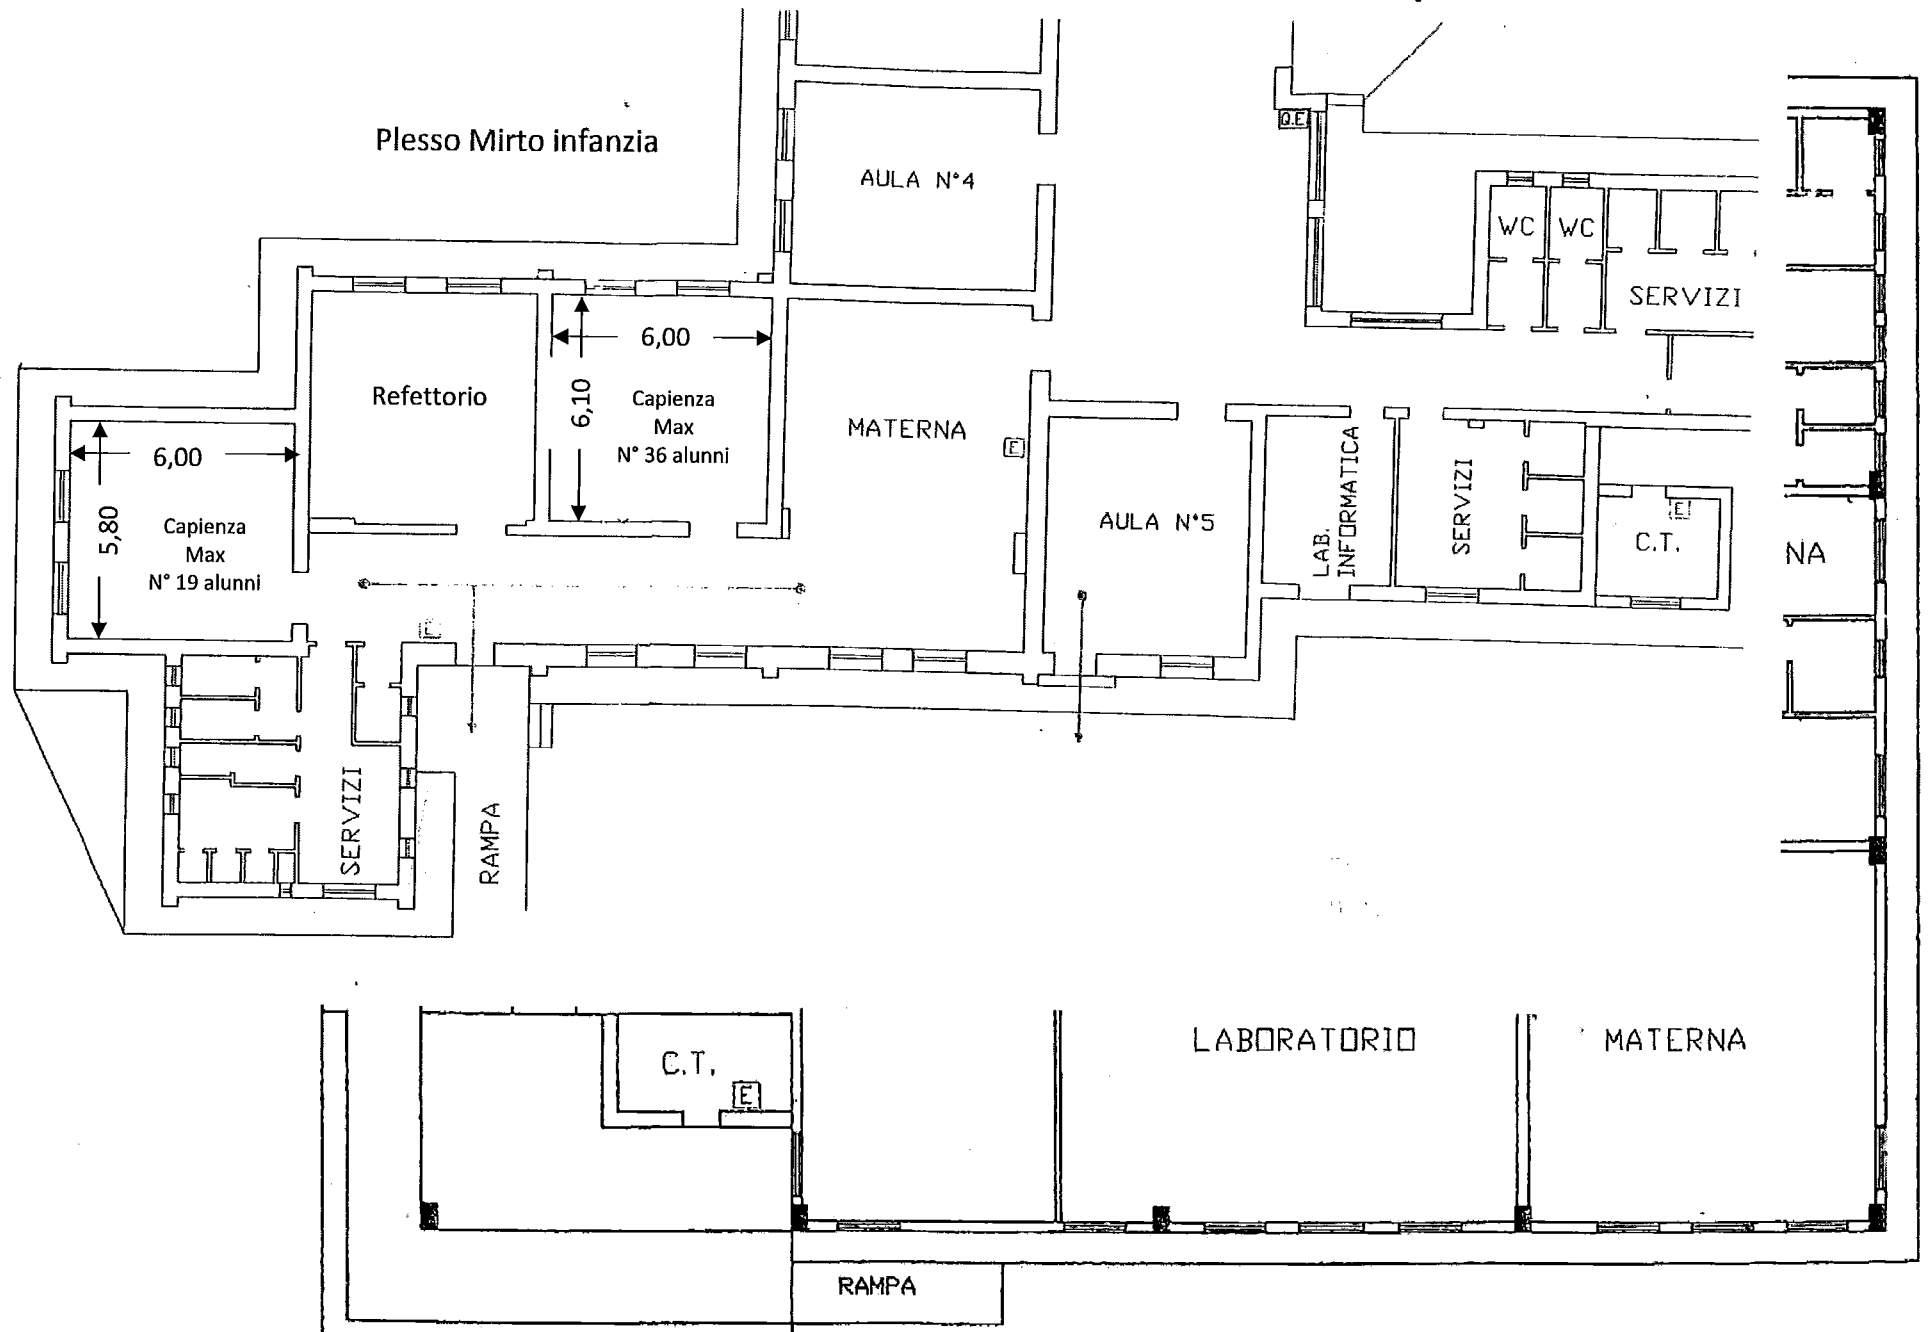 Q.E
Plesso Mirto infanzia
AULA N°4
WC
WC
SERVIZI
6,00
6,10
Refettorio
Capienza
Max
N° 36 alunni
MATERNA
E
6,00
5,80
Capienza
Max
N° 19 alunni
AULA N°5
LAB.
INFORMATICA
SERVIZI
E
C.T.
NA
E
SERVIZI
RAMPA
C.T.
E
LABORATORIO
MATERNA
RAMPA